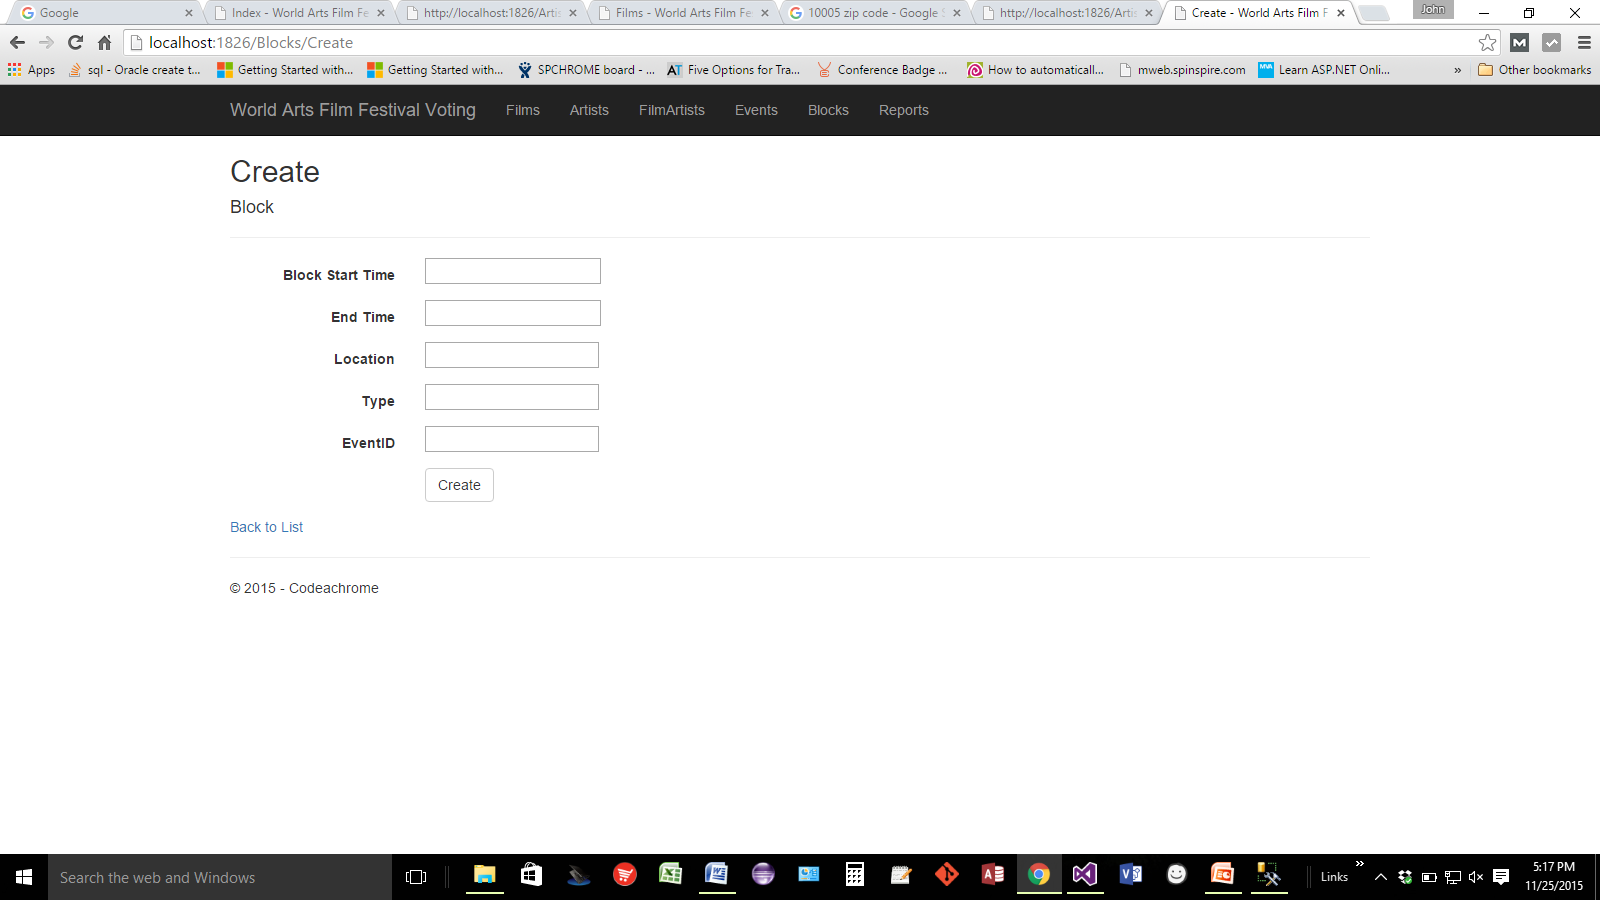 Google
Index - World Arts Film Fe
http://localhost:1826/Artis
Films - World Arts Film Fe
10005 zip code - Google S
http://localhost:1826/Artis
Create - World Arts Film F
John
localhost:1826/Blocks/Create
Apps
sql - Oracle create t...
Getting Started with...
Getting Started with...
SPCHROME board - ...
AT Five Options for Tra...
Conference Badge ...
How to automaticall...
mweb.spinspire.com
MVA Learn ASP.NET Onli...
»
Other bookmarks
World Arts Film Festival Voting
Films
Artists
FilmArtists
Events
Blocks
Reports
Create
Block
Block Start Time
End Time
Location
Type
EventID
Create
Back to List
© 2015 - Codeachrome
Search the web and Windows
Links
»
5:17 PM
11/25/2015